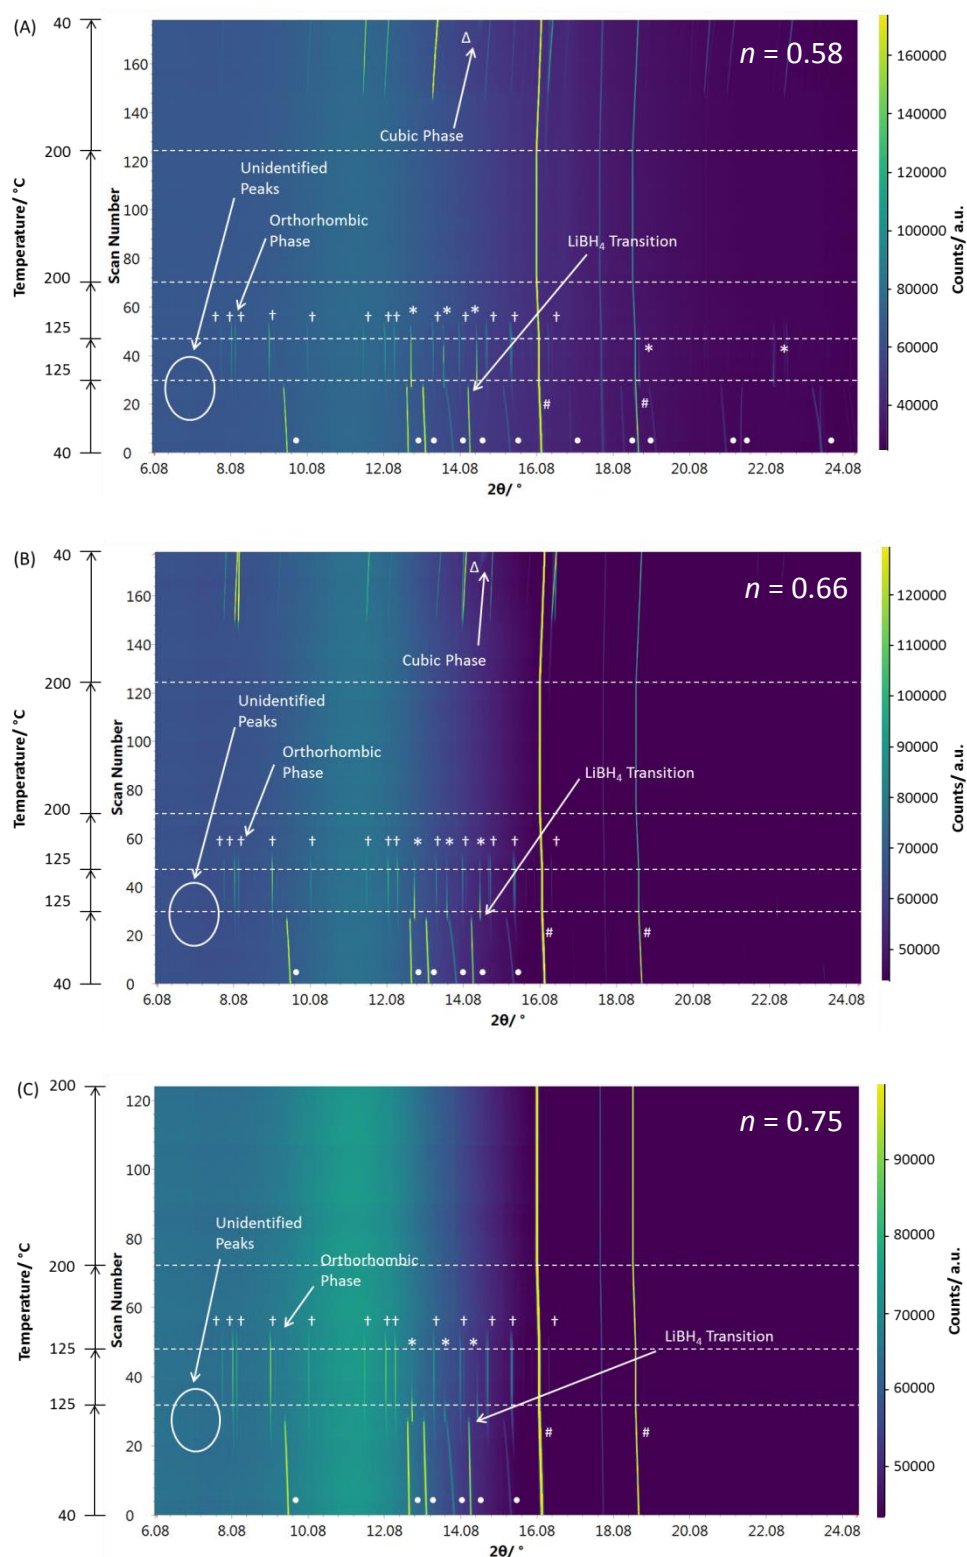 (A)
n = 0.58
40
200
200
125
125
40
Temperature/ °C
Scan Number
160
140
120
100
80
60
40
20
0
Δ
Cubic Phase
Unidentified
Peaks
Orthorhombic
Phase
LiBH4 Transition
† † † † † † † † * † * † * † † †
* *
# #
6.08 8.08 10.08 12.08 14.08 16.08 18.08 20.08 22.08 24.08
2θ/ °
160000
140000
120000
100000
80000
60000
40000
Counts/ a.u.
(B)
n = 0.66
40
200
200
125
125
40
Temperature/ °C
Scan Number
160
140
120
100
80
60
40
20
0
Δ
Cubic Phase
Unidentified
Peaks
Orthorhombic
Phase
LiBH4 Transition
† † † † † † † † * † * † * † † †
# #
6.08 8.08 10.08 12.08 14.08 16.08 18.08 20.08 22.08 24.08
2θ/ °
120000
110000
100000
90000
80000
70000
60000
50000
Counts/ a.u.
(C)
n = 0.75
200
200
125
125
40
Temperature/ °C
Scan Number
120
100
80
60
40
20
0
Unidentified
Peaks
Orthorhombic
Phase
LiBH4 Transition
† † † † † † † † † † † † †
* * *
# #
6.08 8.08 10.08 12.08 14.08 16.08 18.08 20.08 22.08 24.08
2θ/ °
90000
80000
70000
60000
50000
Counts/ a.u.